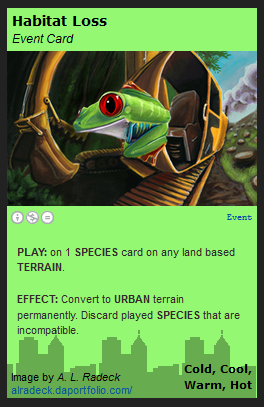 Habitat Loss
Event Card
Event
PLAY: on 1 SPECIES card on any land based
TERRAIN.
EFFECT: Convert to URBAN terrain
permanently. Discard played SPECIES that are
incompatible.
Image by A. L. Radeck
alradeck.daportfolio.com/
Cold, Cool,
Warm, Hot